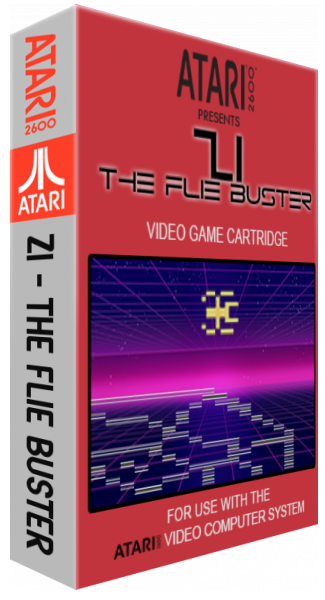 ATARI
2600
ATARI
ZI - THE FLIE BUSTER
ATARI 2600
PRESENTS
ZI
THE FLIE BUSTER
VIDEO GAME CARTRIDGE
FOR USE WITH THE
ATARI VIDEO COMPUTER SYSTEM